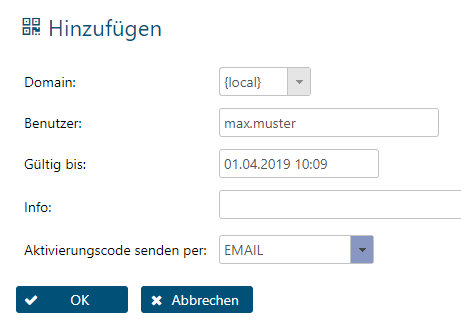 Hinzufügen
Domain: {local}
Benutzer: max.muster
Gültig bis: 01.04.2019 10:09
Info:
Aktivierungscode senden per: EMAIL
OK Abbrechen